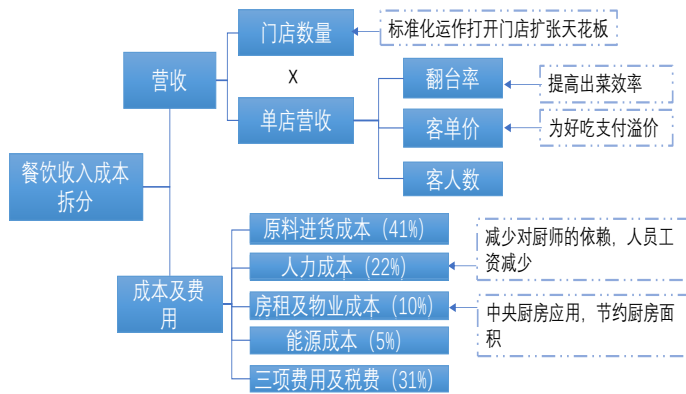 门店数量
标准化运作打开门店扩张天花板
营收
X
翻台率
提高出菜效率
单店营收
客单价
为好吃支付溢价
客人数
餐饮收入成本
拆分
原料进货成本（41%）
减少对厨师的依赖，人员工
资减少
人力成本（22%）
成本及费
用
房租及物业成本（10%）
中央厨房应用，节约厨房面
积
能源成本（5%）
三项费用及税费（31%）